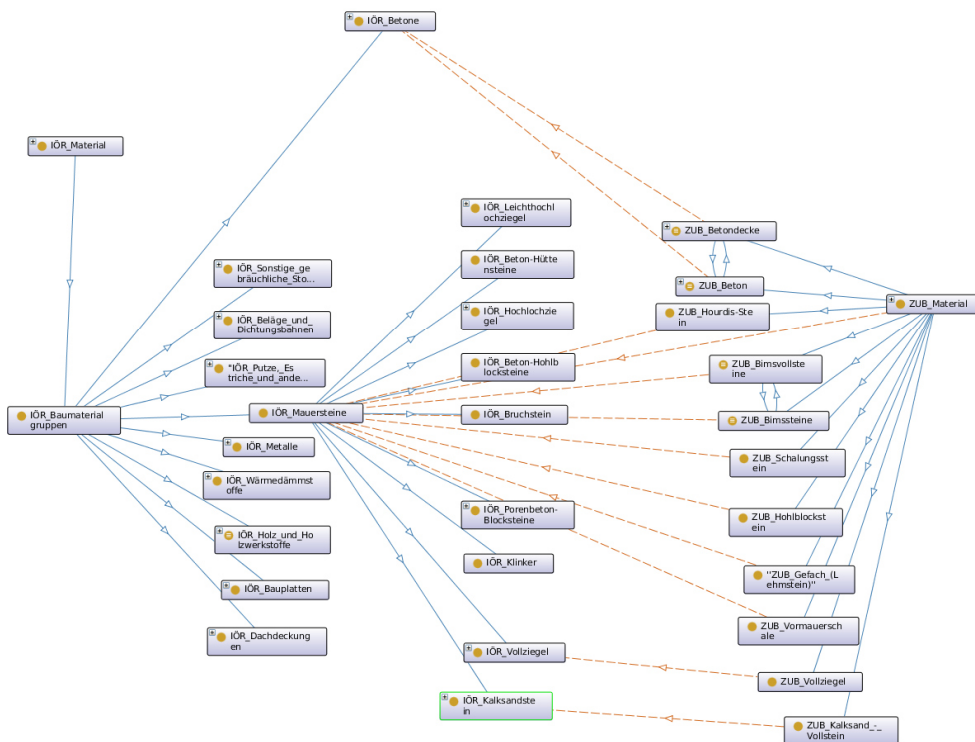 IÖR_Betone
IÖR_Material
IÖR_Leichthochl
ochziegel
ZUB_Betondecke
IÖR_Beton-Hütte
nsteine
IÖR_Sonstige_ge
bräuchliche_Sto...
ZUB_Beton
ZUB_Material
IÖR_Hochlochzie
gel
ZUB_Hourdis-Ste
in
IÖR_Beläge_und_
Dichtungsbahnen
"IÖR_Putze,_Es
triche_und_ande...
IÖR_Beton-Hohlb
locksteine
ZUB_Bimsvollste
ine
IÖR_Baumaterial
gruppen
IÖR_Mauersteine
IÖR_Bruchstein
ZUB_Bimssteine
IÖR_Metalle
ZUB_Schalungsst
ein
IÖR_Wärmedämmst
offe
IÖR_Porenbeton-
Blocksteine
ZUB_Hohlblockst
ein
IÖR_Holz_und_Ho
lzwerkstoffe
IÖR_Klinker
"ZUB_Gefach_(L
ehmstein)"
IÖR_Bauplatten
IÖR_Dachdeckung
en
ZUB_Vormauersch
ale
IÖR_Vollziegel
ZUB_Vollziegel
IÖR_Kalksandste
in
ZUB_Kalksand_-_
Vollstein